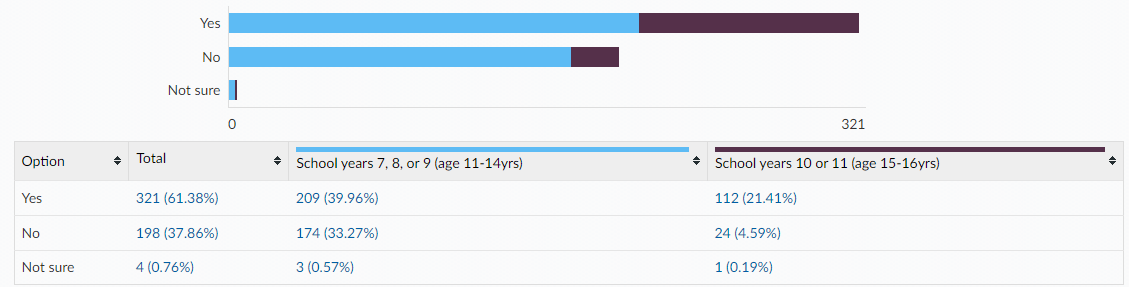 Yes
No
Not sure
0 321
Option Total School years 7, 8, or 9 (age 11-14yrs) School years 10 or 11 (age 15-16yrs)
Yes 321 (61.38%) 209 (39.96%) 112 (21.41%)
No 198 (37.86%) 174 (33.27%) 24 (4.59%)
Not sure 4 (0.76%) 3 (0.57%) 1 (0.19%)